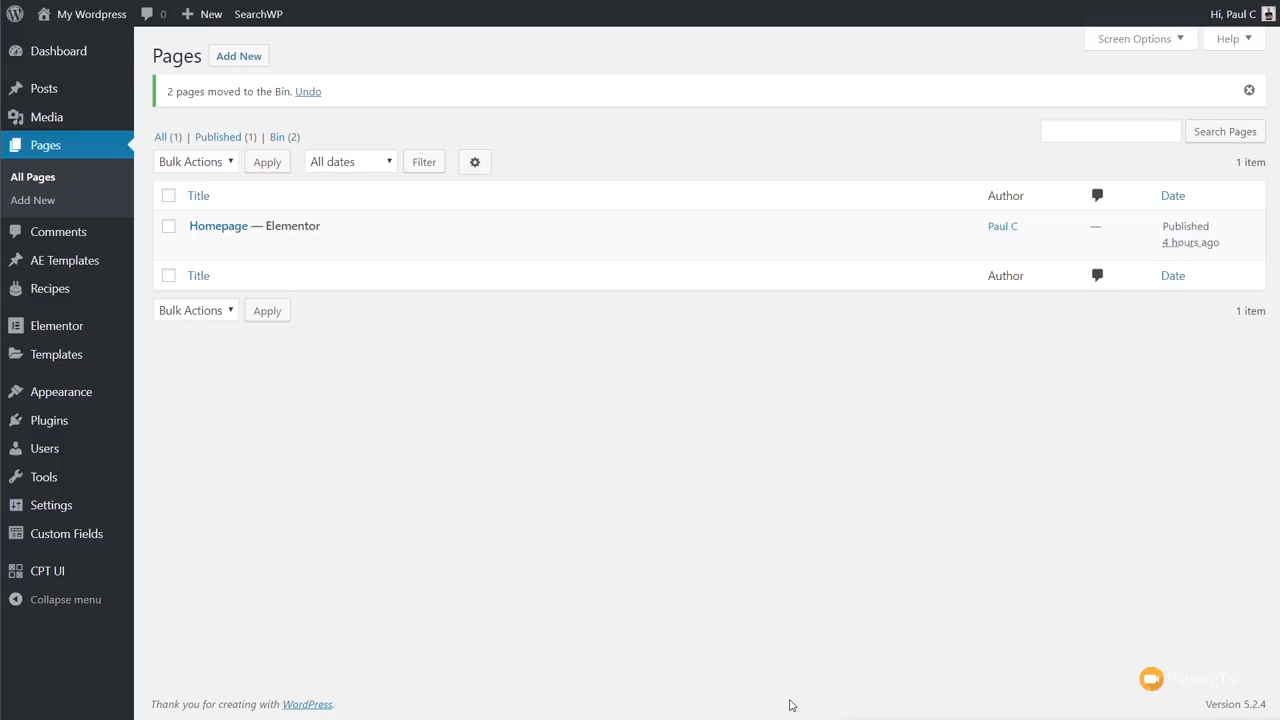 My Wordpress 0 New SearchWP Hi, Paul C
Dashboard
Posts
Media
Pages
All Pages
Add New
Comments
AE Templates
Recipes
Elementor
Templates
Appearance
Plugins
Users
Tools
Settings
Custom Fields
CPT UI
Collapse menu
Screen Options Help
Pages Add New
2 pages moved to the Bin. Undo
All (1) | Published (1) | Bin (2) Search Pages
Bulk Actions Apply All dates Filter 1 item
Title Author Date
Homepage — Elementor Paul C — Published
4 hours ago
Title Author Date
Bulk Actions Apply 1 item
PsmegTV
Thank you for creating with WordPress. Version 5.2.4